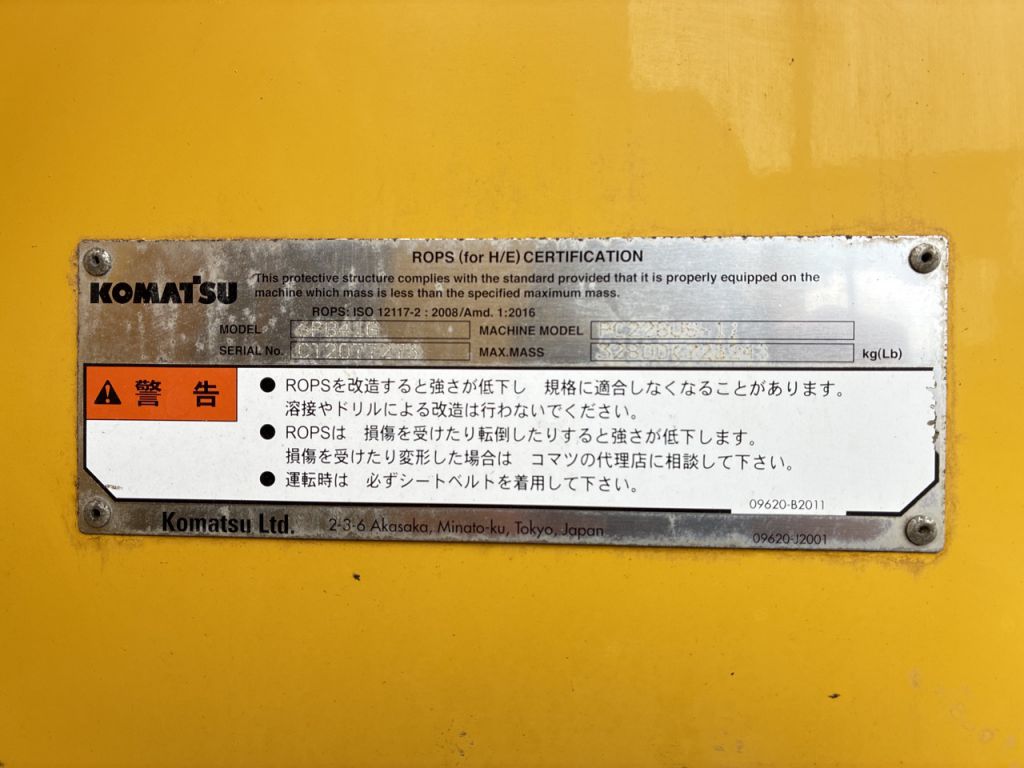 ROPS (for H/E) CERTIFICATION
KOMATSU
This protective structure complies with the standard provided that it is properly equipped on the
machine which mass is less than the specified maximum mass.
ROPS: ISO 12117-2 : 2008/Amd. 1:2016
MODEL MACHINE MODEL PC228US-11
SERIAL No. MAX.MASS kg(Lb)
警 告
● ROPSを改造すると強さが低下し 規格に適合しなくなることがあります。
溶接やドリルによる改造は行わないでください。
● ROPSは 損傷を受けたり転倒したりすると強さが低下します。
損傷を受けたり変形した場合は コマツの代理店に相談して下さい。
● 運転時は 必ずシートベルトを着用して下さい。
09620-B2011
Komatsu Ltd. 2-3-6 Akasaka, Minato-ku, Tokyo, Japan
09620-J2001